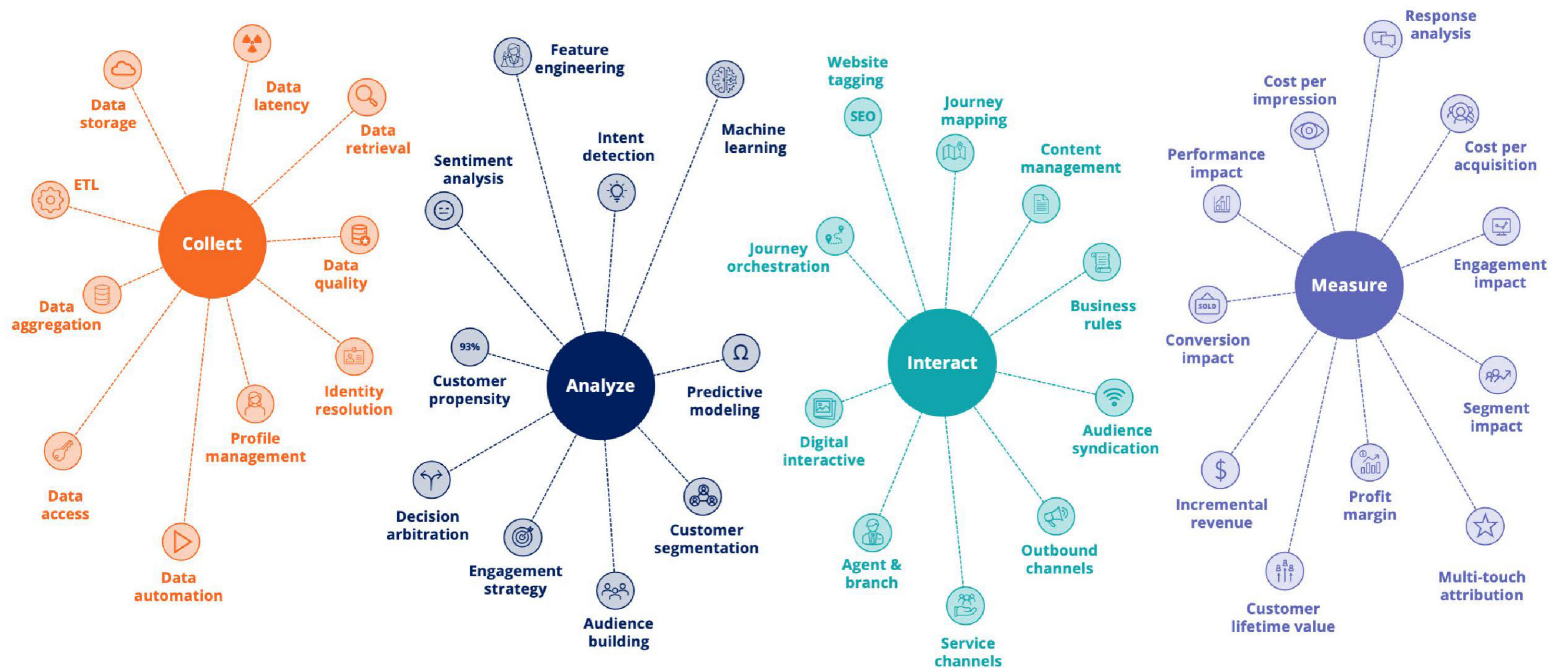 Data
storage
Data
latency
Data
retrieval
ETL
Collect
Data
quality
Data
aggregation
Identity
resolution
Profile
management
Data
access
Data
automation
Feature
engineering
Machine
learning
Intent
detection
Sentiment
analysis
93%
Customer
propensity
Analyze
Ω
Predictive
modeling
Decision
arbitration
Engagement
strategy
Customer
segmentation
Audience
building
Website
tagging
SEO
Journey
mapping
Content
management
Journey
orchestration
Business
rules
Interact
Digital
interactive
Audience
syndication
Agent &
branch
Outbound
channels
Service
channels
Response
analysis
Cost per
impression
Cost per
acquisition
Performance
impact
Engagement
impact
Measure
SOLD
Conversion
impact
Segment
impact
$
Incremental
revenue
Profit
margin
Multi-touch
attribution
Customer
lifetime value